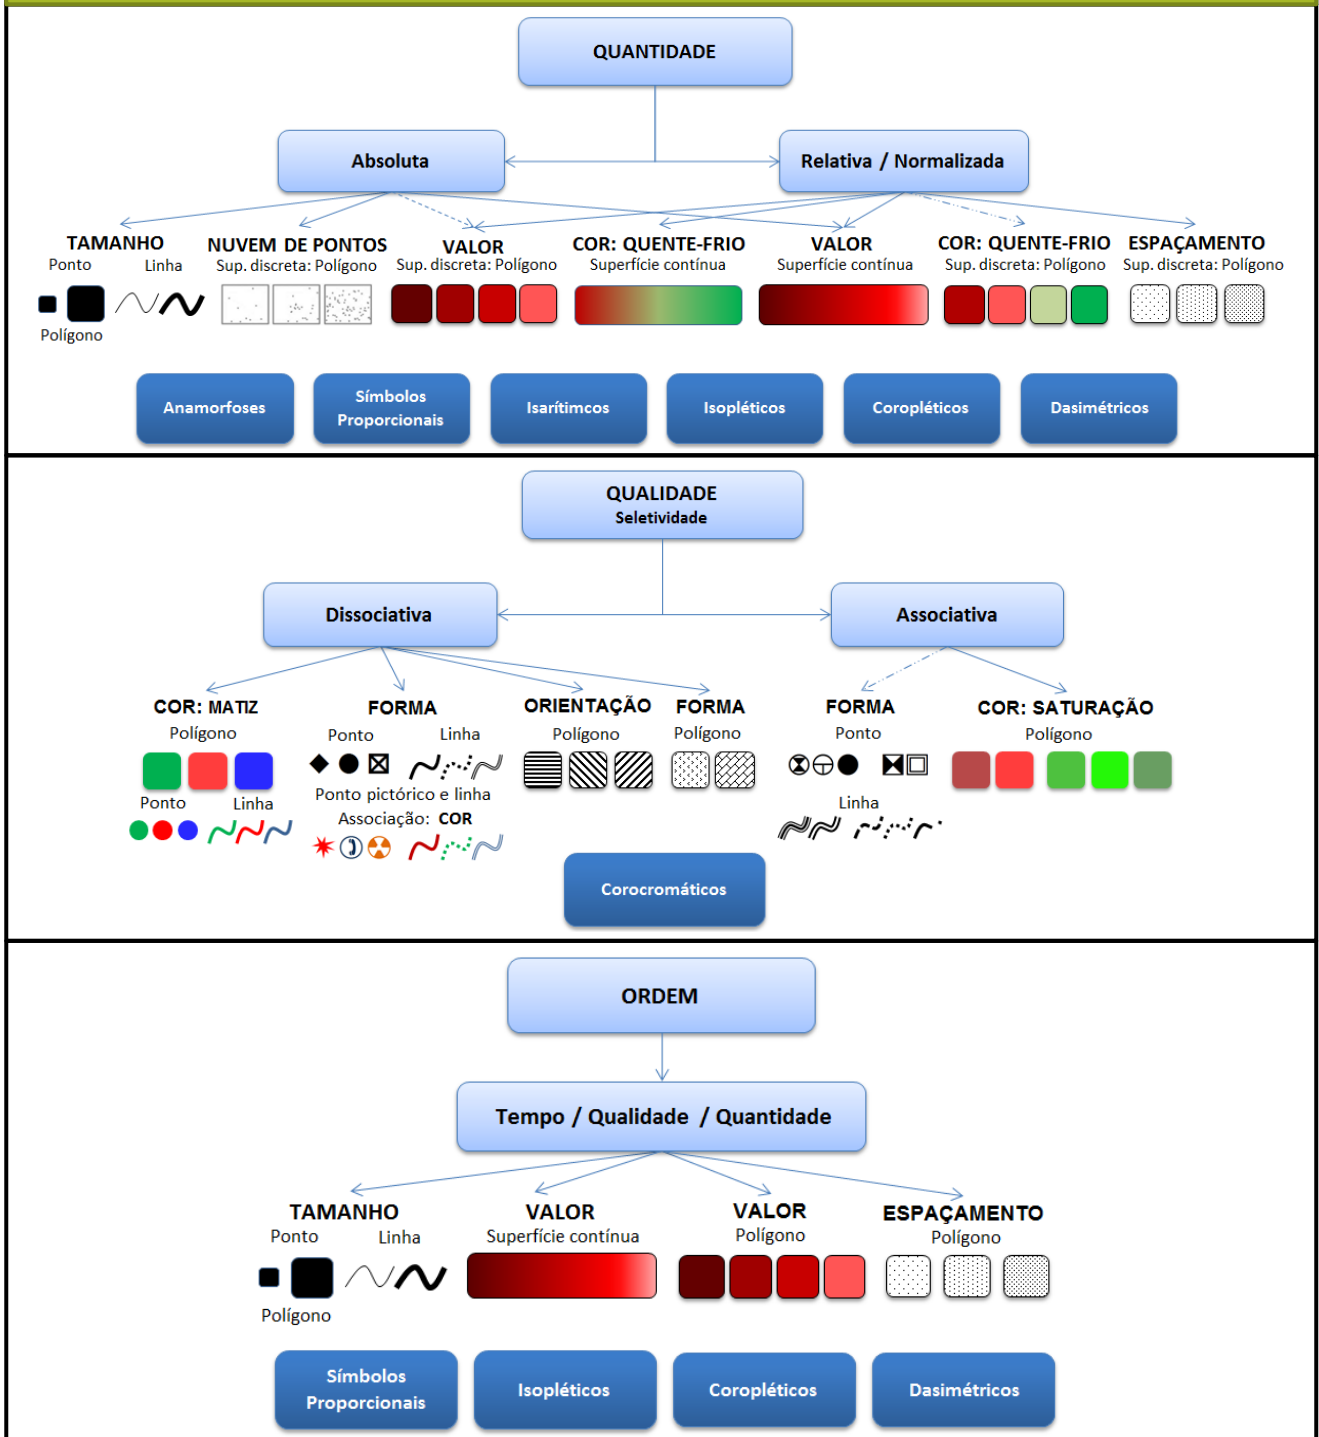 QUANTIDADE
Absoluta
Relativa / Normalizada
TAMANHO
Ponto Linha
Polígono
NUVEM DE PONTOS
Sup. discreta: Polígono
VALOR
Sup. discreta: Polígono
COR: QUENTE-FRIO
Superfície contínua
VALOR
Superfície contínua
COR: QUENTE-FRIO
Sup. discreta: Polígono
ESPAÇAMENTO
Sup. discreta: Polígono
Anamorfoses
Símbolos
Proporcionais
Isarítimcos
Isopléticos
Coropléticos
Dasimétricos
QUALIDADE
Seletividade
Dissociativa
Associativa
COR: MATIZ
Polígono
Ponto Linha
FORMA
Ponto Linha
Ponto pictórico e linha
Associação: COR
ORIENTAÇÃO
Polígono
FORMA
Polígono
FORMA
Ponto
Linha
COR: SATURAÇÃO
Polígono
Corocromáticos
ORDEM
Tempo / Qualidade / Quantidade
TAMANHO
Ponto Linha
Polígono
VALOR
Superfície contínua
VALOR
Polígono
ESPAÇAMENTO
Polígono
Símbolos
Proporcionais
Isopléticos
Coropléticos
Dasimétricos